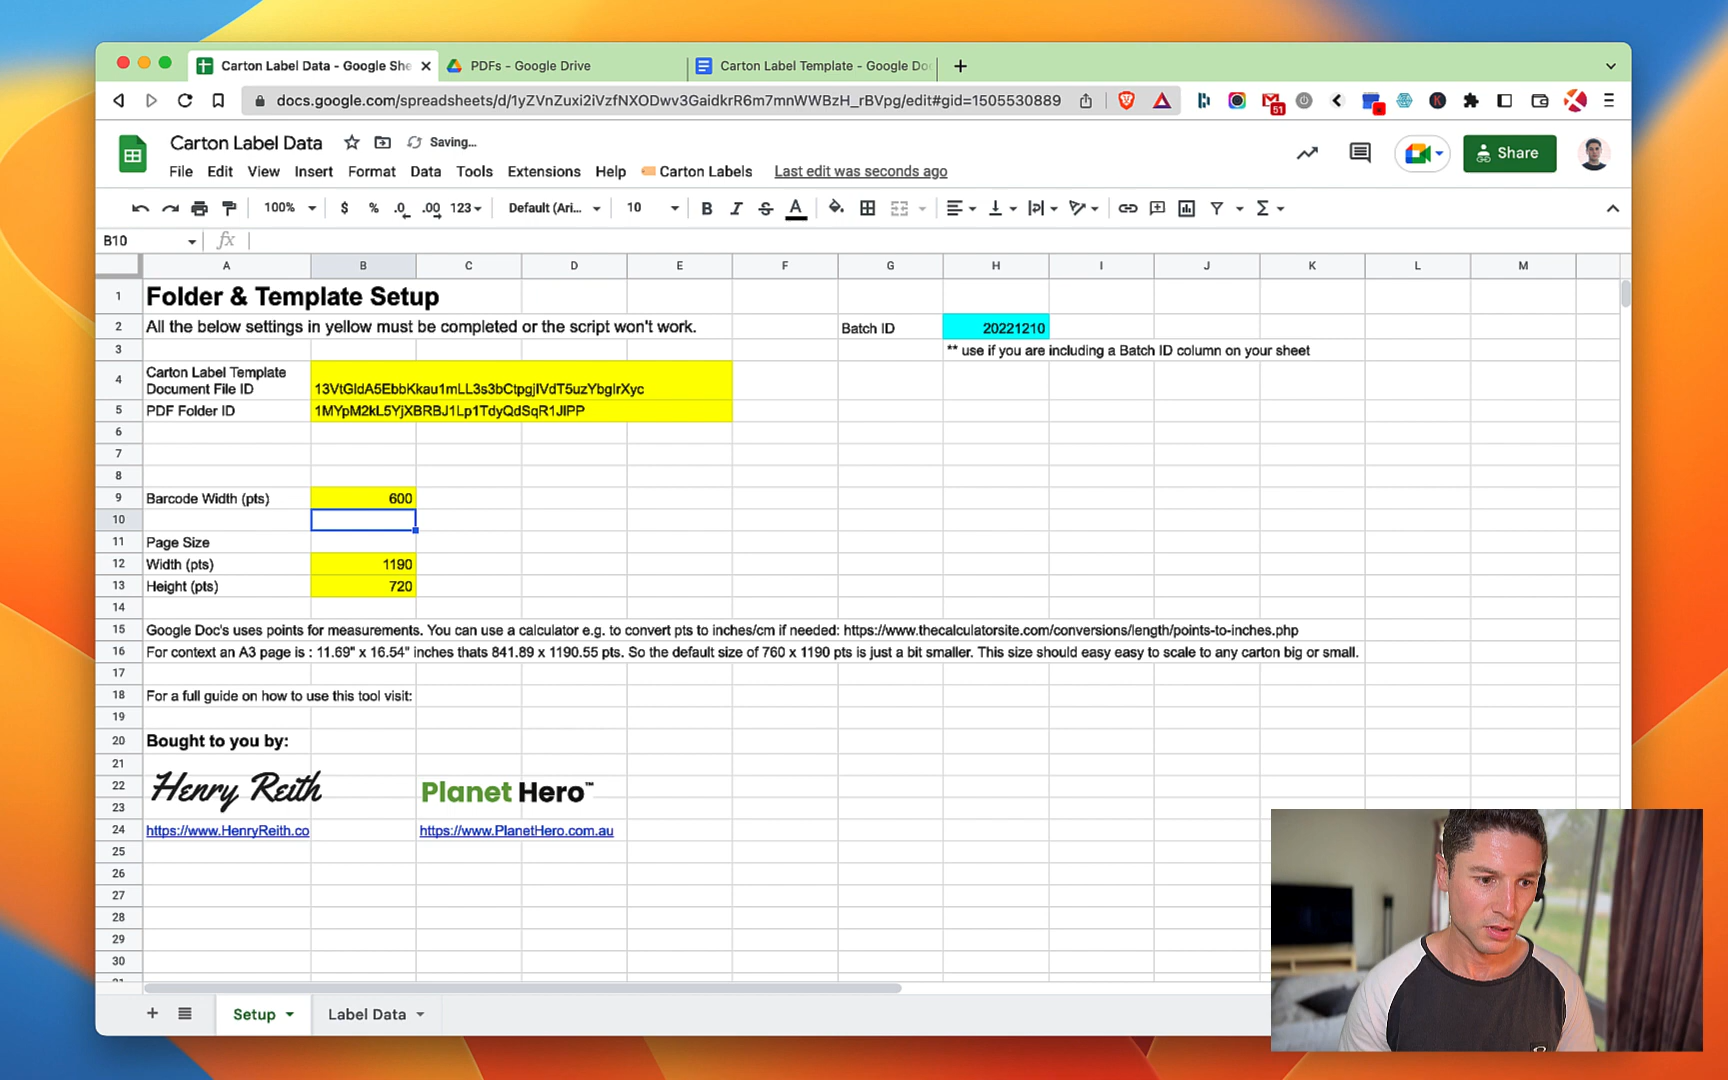 Carton Label Data - Google She
PDFs - Google Drive
Carton Label Template - Google Doc
docs.google.com/spreadsheets/d/1yZVnZuxi2iVzfNXODwv3GaidkrR6m7mnWWBzH_rBVpg/edit#gid=1505530889
51
K
Carton Label Data
Saving...
File Edit View Insert Format Data Tools Extensions Help Carton Labels Last edit was seconds ago
Share
100% $ % .0 .00 123 Default (Ari... 10 B I S A
B10 fx
A B C D E F G H I J K L M
1 Folder & Template Setup
2 All the below settings in yellow must be completed or the script won't work. Batch ID 20221210
3 ** use if you are including a Batch ID column on your sheet
Carton Label Template
4 Document File ID 13VtGldA5EbbKkau1mLL3s3bCtpgjIVdT5uzYbgIrXyc
5 PDF Folder ID 1MYpM2kL5YjXBRBJ1Lp1TdyQdSqR1JIPP
6
7
8
9 Barcode Width (pts) 600
10
11 Page Size
12 Width (pts) 1190
13 Height (pts) 720
14
15 Google Doc's uses points for measurements. You can use a calculator e.g. to convert pts to inches/cm if needed: https://www.thecalculatorsite.com/conversions/length/points-to-inches.php
16 For context an A3 page is : 11.69" x 16.54" inches thats 841.89 x 1190.55 pts. So the default size of 760 x 1190 pts is just a bit smaller. This size should easy easy to scale to any carton big or small.
17
18 For a full guide on how to use this tool visit:
19
20 Bought to you by:
21
22 Henry Reith Planet Hero™
23
24 https://www.HenryReith.co https://www.PlanetHero.com.au
25
26
27
28
29
30
Setup Label Data